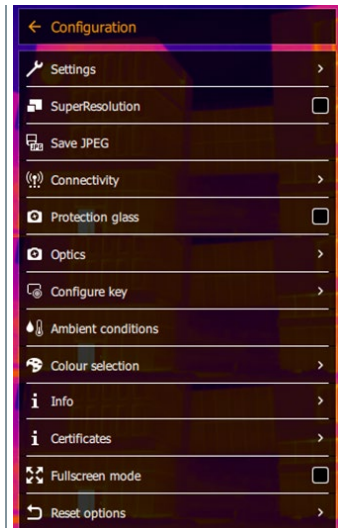 Configuration
Settings
SuperResolution
JPEG Save JPEG
Connectivity
Protection glass
Optics
Configure key
Ambient conditions
Colour selection
i Info
i Certificates
Fullscreen mode
Reset options